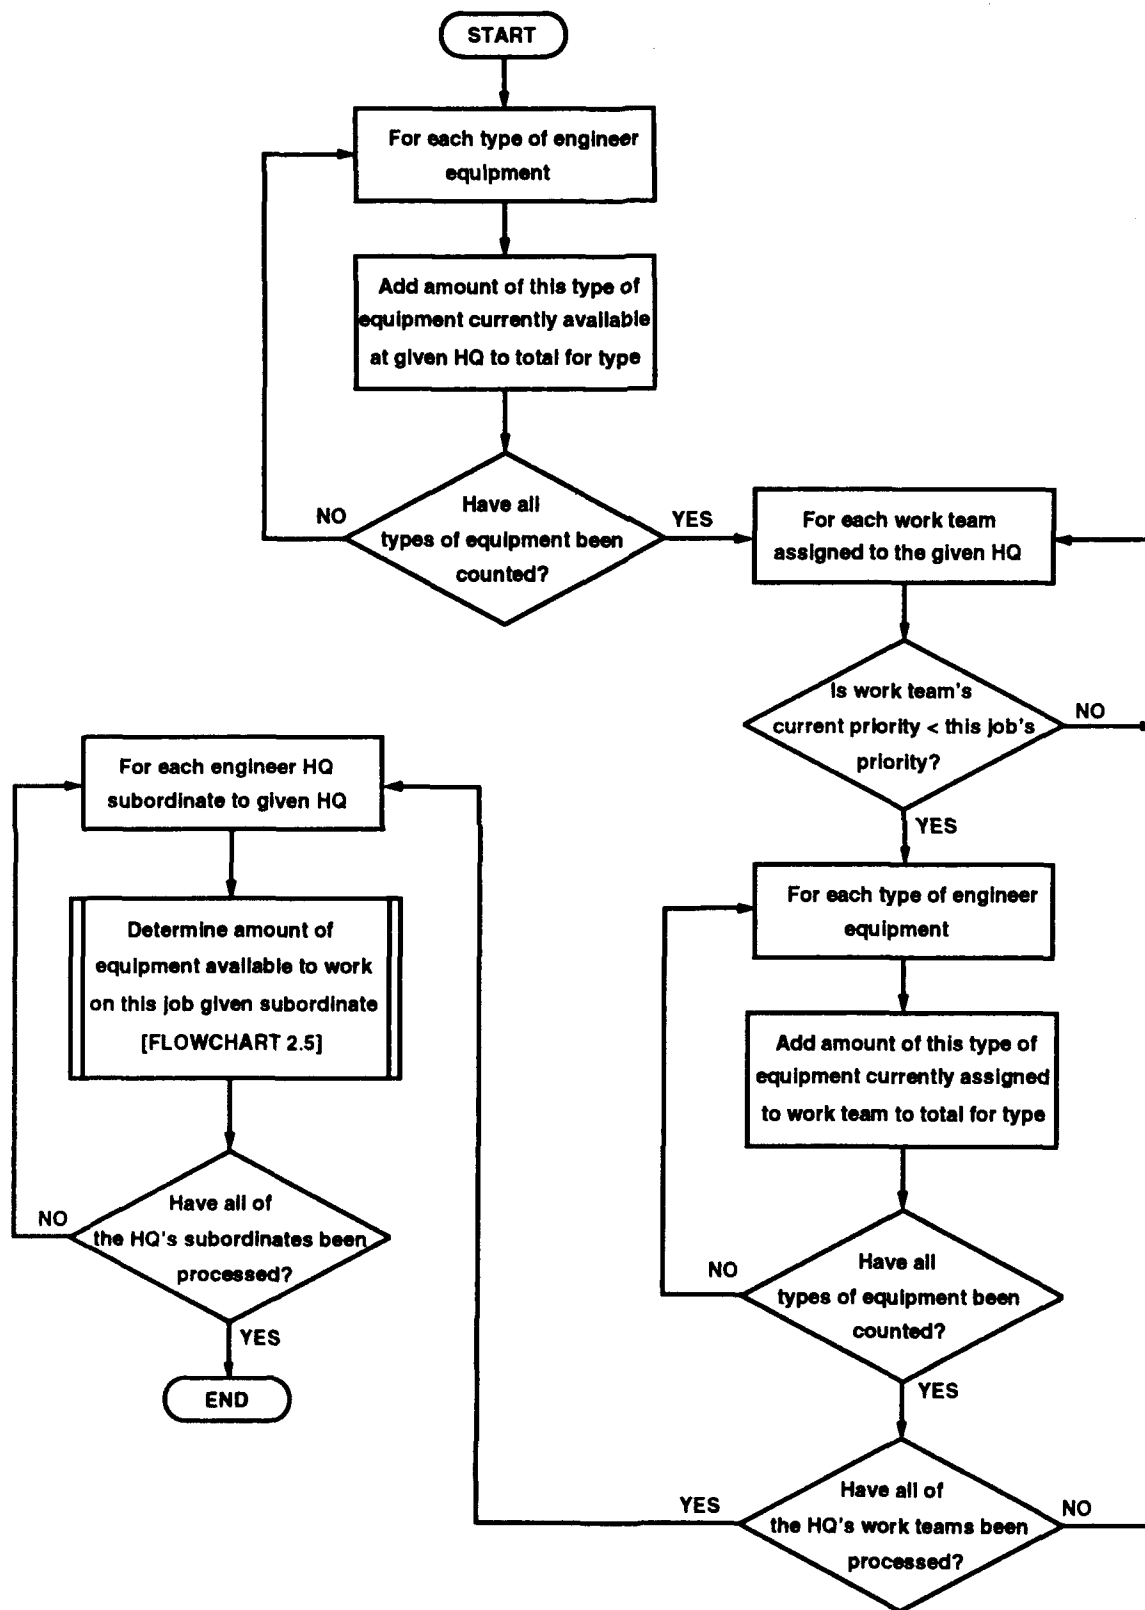 START
For each type of engineer
equipment
Add amount of this type of
equipment currently available
at given HQ to total for type
Have all
types of equipment been
counted?
NO
YES
For each work team
assigned to the given HQ
Is work team's
current priority < this job's
priority?
NO
YES
For each type of engineer
equipment
Add amount of this type of
equipment currently assigned
to work team to total for type
Have all
types of equipment been
counted?
NO
YES
Have all of
the HQ's work teams been
processed?
NO
YES
For each engineer HQ
subordinate to given HQ
Determine amount of
equipment available to work
on this job given subordinate
[FLOWCHART 2.5]
Have all of
the HQ's subordinates been
processed?
NO
YES
END